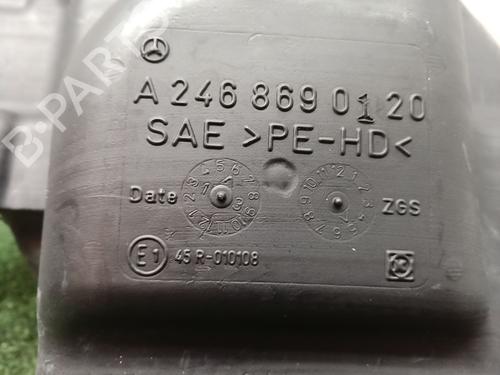 B-PARTS
A 246 869 01 20
SAE >PE-HD<
Date
ZGS
E1 45 R-010108